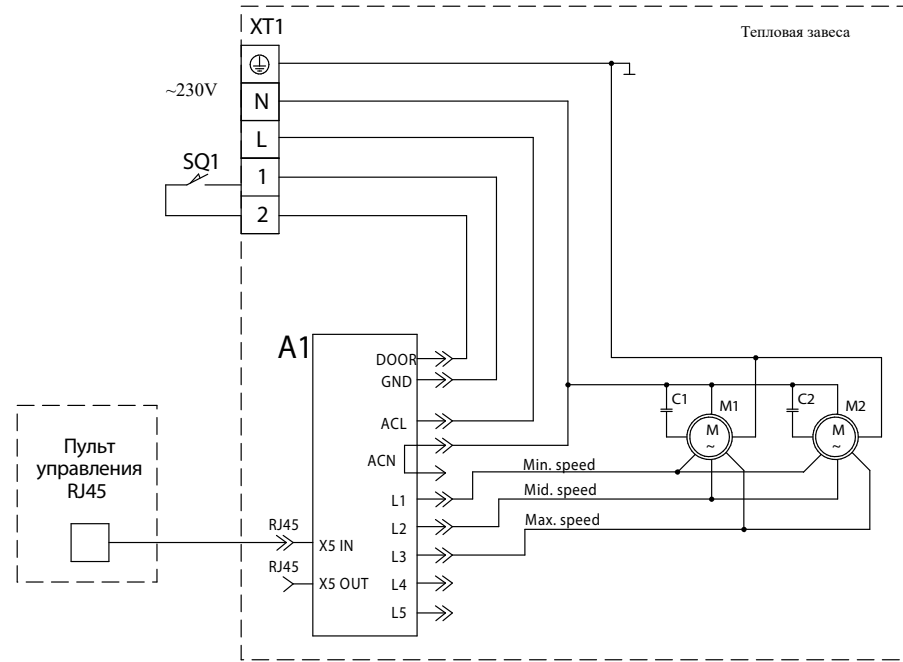 XT1
Тепловая завеса
~230V
N
L
SQ1
1
2
A1
DOOR
GND
ACL
ACN
L1
L2
L3
L4
L5
RJ45
X5 IN
RJ45
X5 OUT
Пульт
управления
RJ45
C1
M1
C2
M2
M
~
M
~
Min. speed
Mid. speed
Max. speed